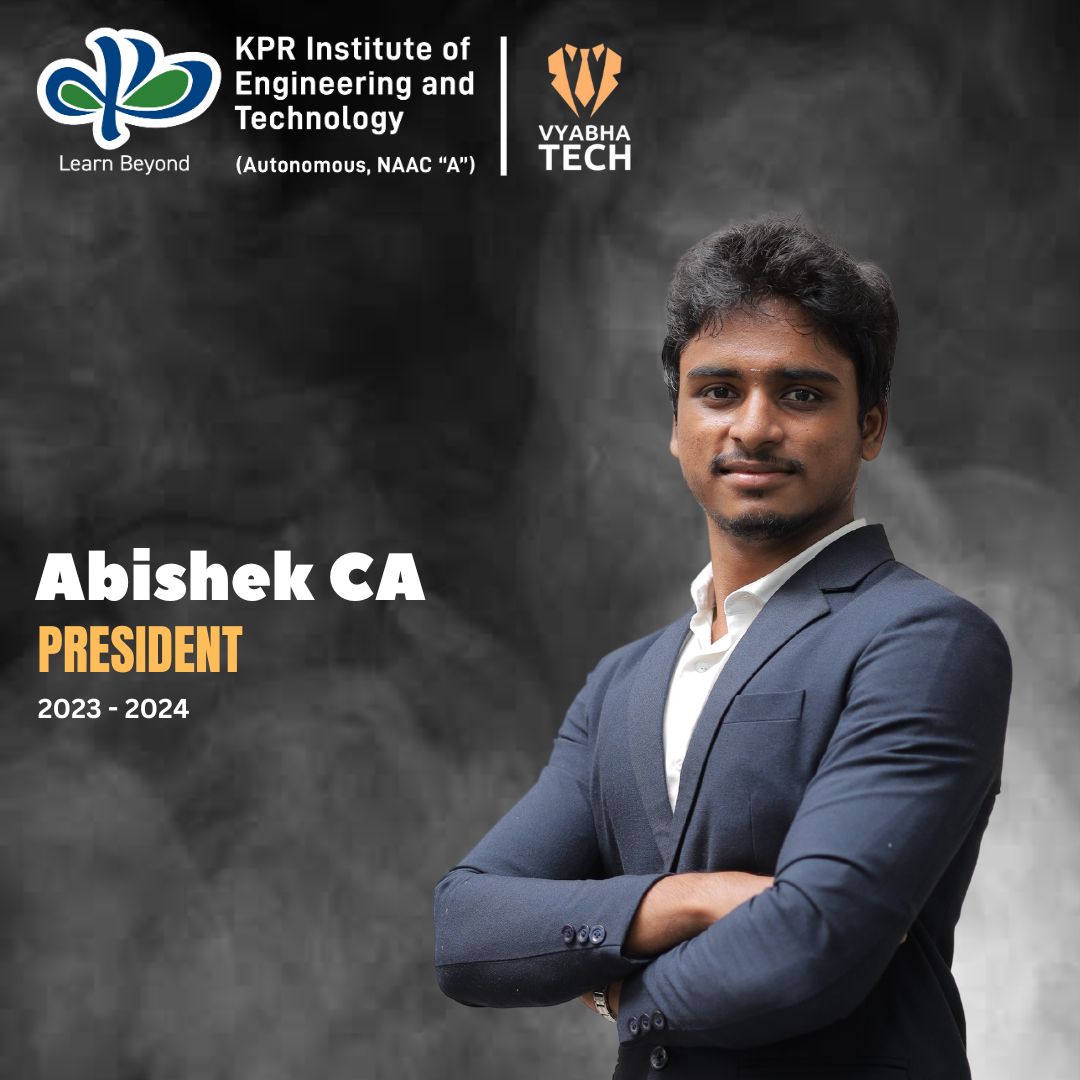 KPR Institute of
Engineering and
Technology
(Autonomous, NAAC “A”)
Learn Beyond
VYABHA
TECH
Abishek CA
PRESIDENT
2023 - 2024